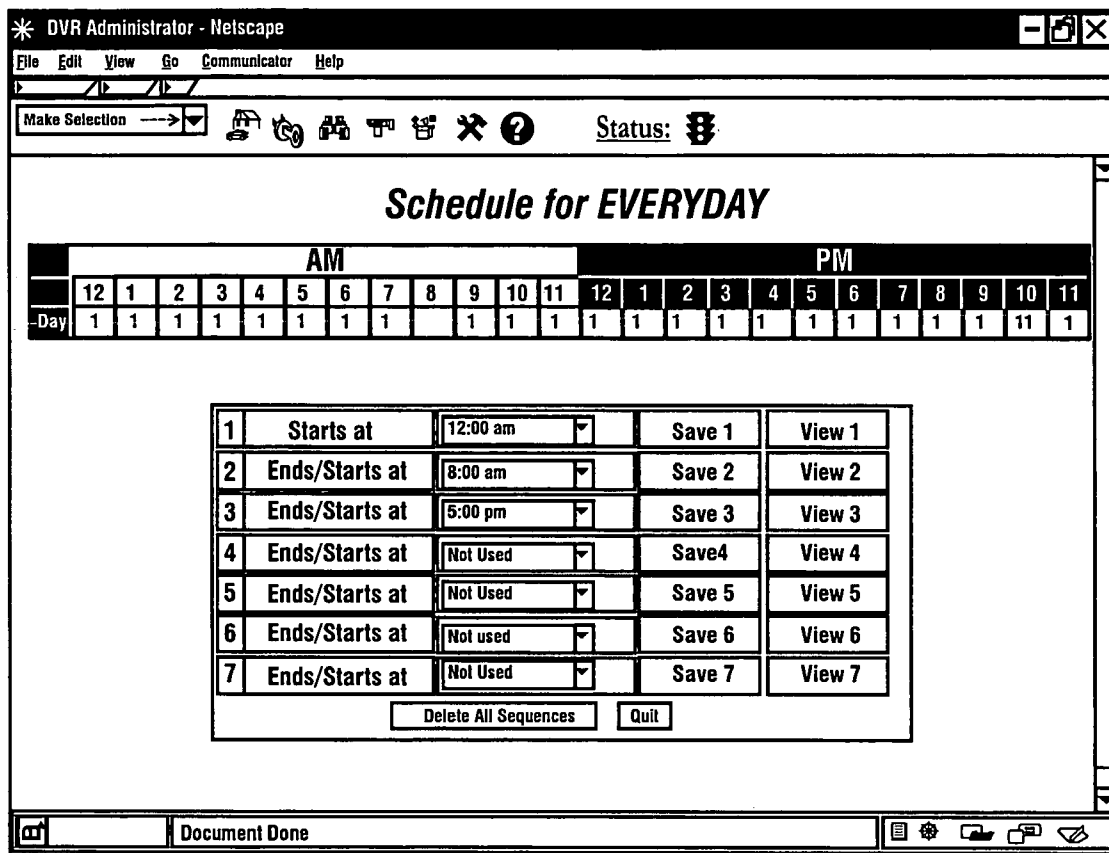 DVR Administrator - Netscape
File Edit View Go Communicator Help
Make Selection --->
Status:
Schedule for EVERYDAY
AM PM
12 1 2 3 4 5 6 7 8 9 10 11 12 1 2 3 4 5 6 7 8 9 10 11
-Day 1 1 1 1 1 1 1 1 1 1 1 1 1 1 1 1 1 1 1 1 1 11 1
1 Starts at 12:00 am Save 1 View 1
2 Ends/Starts at 8:00 am Save 2 View 2
3 Ends/Starts at 5:00 pm Save 3 View 3
4 Ends/Starts at Not Used Save4 View 4
5 Ends/Starts at Not Used Save 5 View 5
6 Ends/Starts at Not used Save 6 View 6
7 Ends/Starts at Not Used Save 7 View 7
Delete All Sequences Quit
Document Done